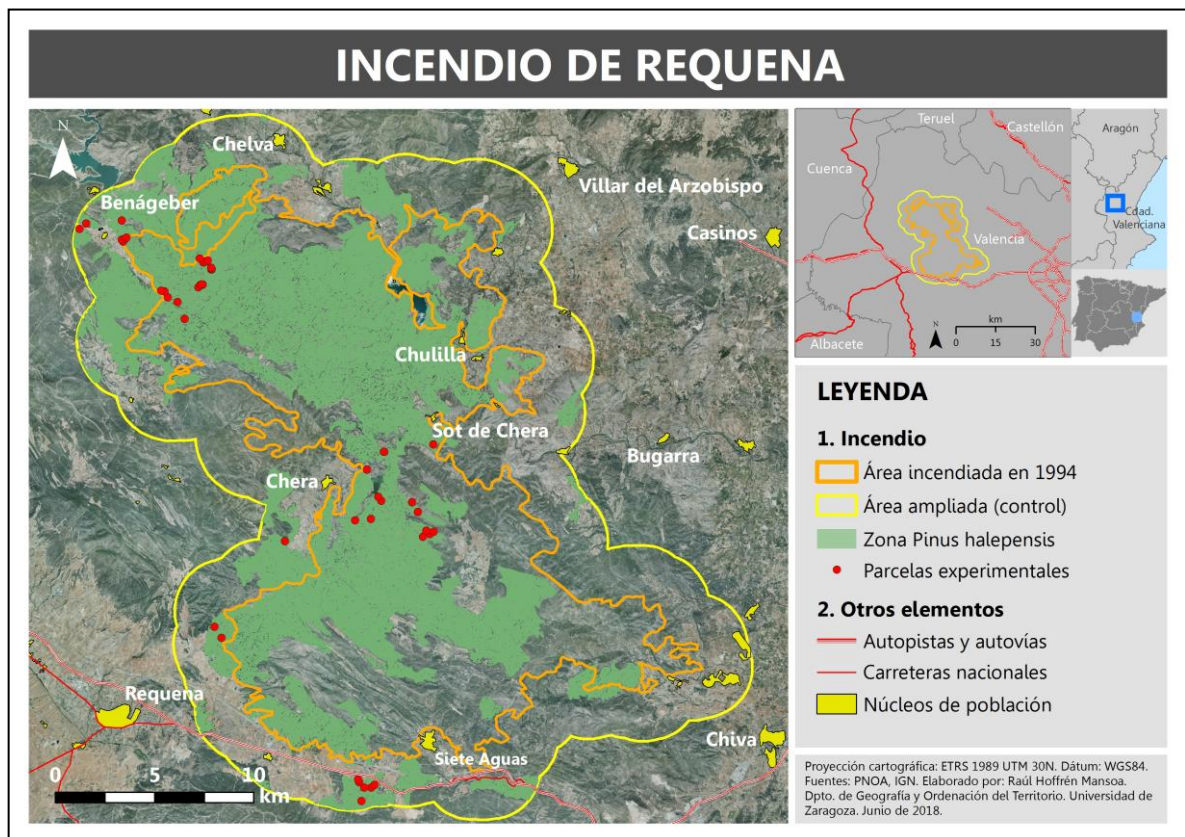 INCENDIO DE REQUENA
N
Chelva
Villar del Arzobispo
Benágeber
Casinos
Chulilla
Sot de Chera
Bugarra
Chera
Requena
Siete Aguas
Chiva
0 5 10
km
Teruel
Castellón
Cuenca
Valencia
Albacete
N
km
0 15 30
Aragón
Cdad.
Valenciana
LEYENDA
1. Incendio
Área incendiada en 1994
Área ampliada (control)
Zona Pinus halepensis
Parcelas experimentales
2. Otros elementos
Autopistas y autovías
Carreteras nacionales
Núcleos de población
Proyección cartográfica: ETRS 1989 UTM 30N. Dátum: WGS84.
Fuentes: PNOA, IGN. Elaborado por: Raúl Hoffrén Mansoa.
Dpto. de Geografía y Ordenación del Territorio. Universidad de
Zaragoza. Junio de 2018.